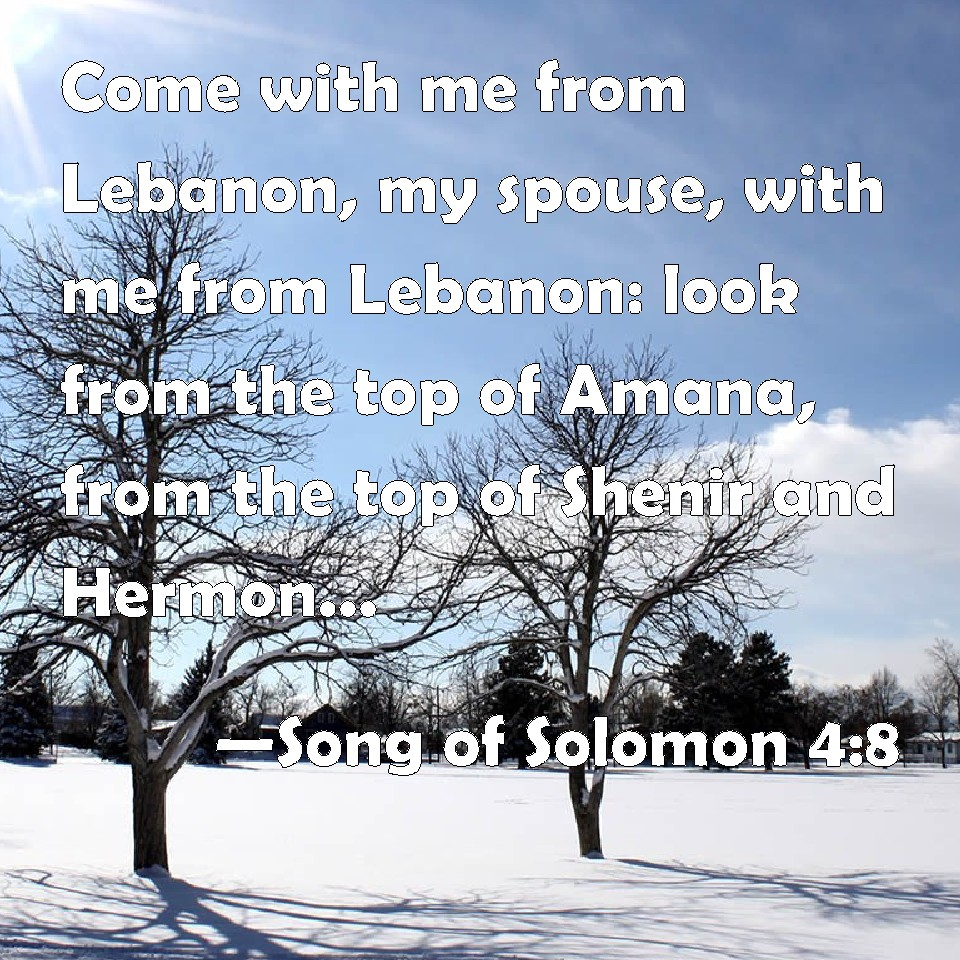 Come with me from
Lebanon, my spouse, with
me from Lebanon: look
from the top of Amana,
from the top of Shenir and
Hermon...
—Song of Solomon 4:8